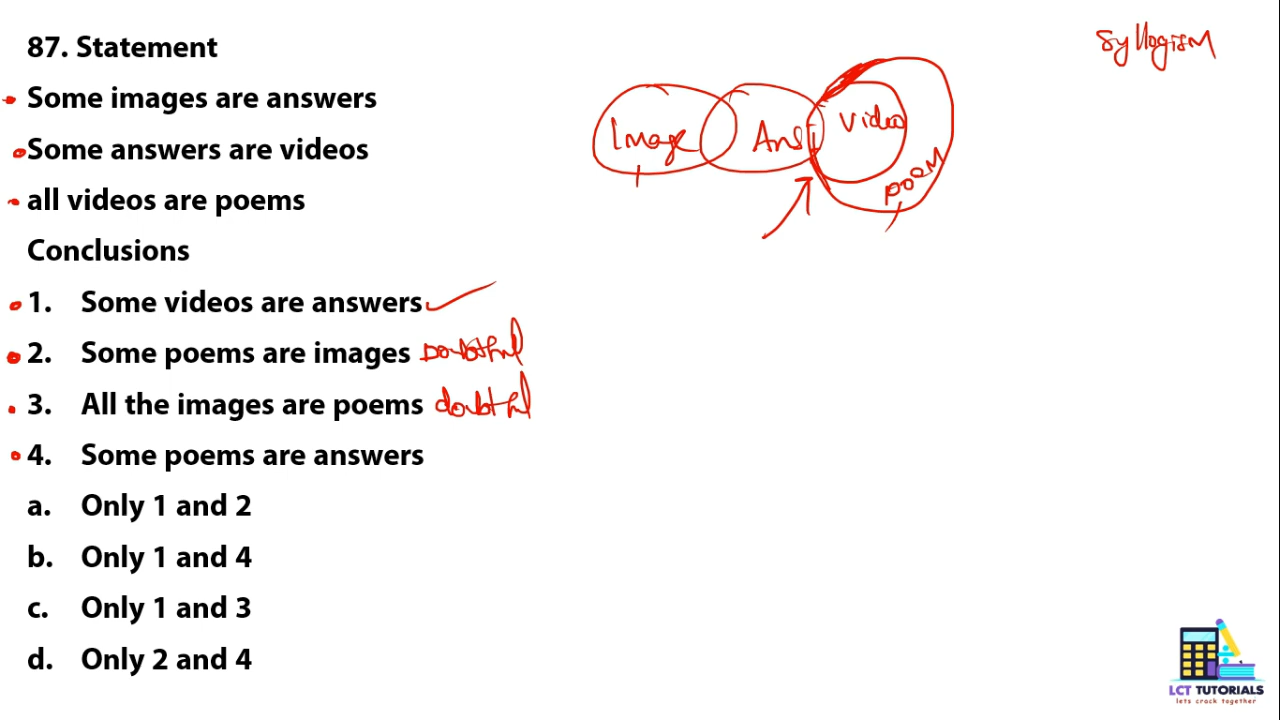 87. Statement
Syllogism
Some images are answers
Some answers are videos
all videos are poems
Image Ans Video
poem
Conclusions
1. Some videos are answers
2. Some poems are images Doubtful
3. All the images are poems doubtful
4. Some poems are answers
a. Only 1 and 2
b. Only 1 and 4
c. Only 1 and 3
d. Only 2 and 4
LCT TUTORIALS
lets crack together